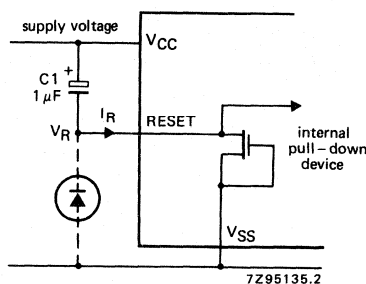 supply voltage
VCC
C1 +
1 μF
VR
IR
RESET
internal
pull-down
device
VSS
7Z95135.2